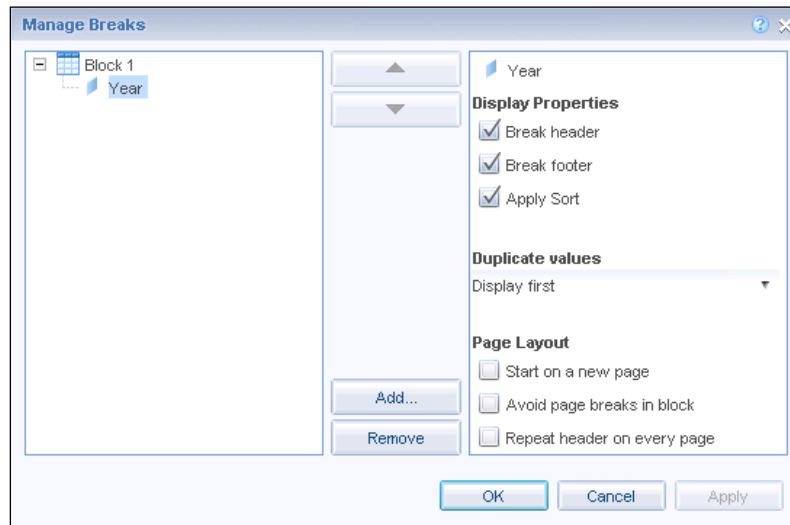 Manage Breaks
Block 1
Year
Add...
Remove
Year
Display Properties
Break header
Break footer
Apply Sort
Duplicate values
Display first
Page Layout
Start on a new page
Avoid page breaks in block
Repeat header on every page
OK
Cancel
Apply